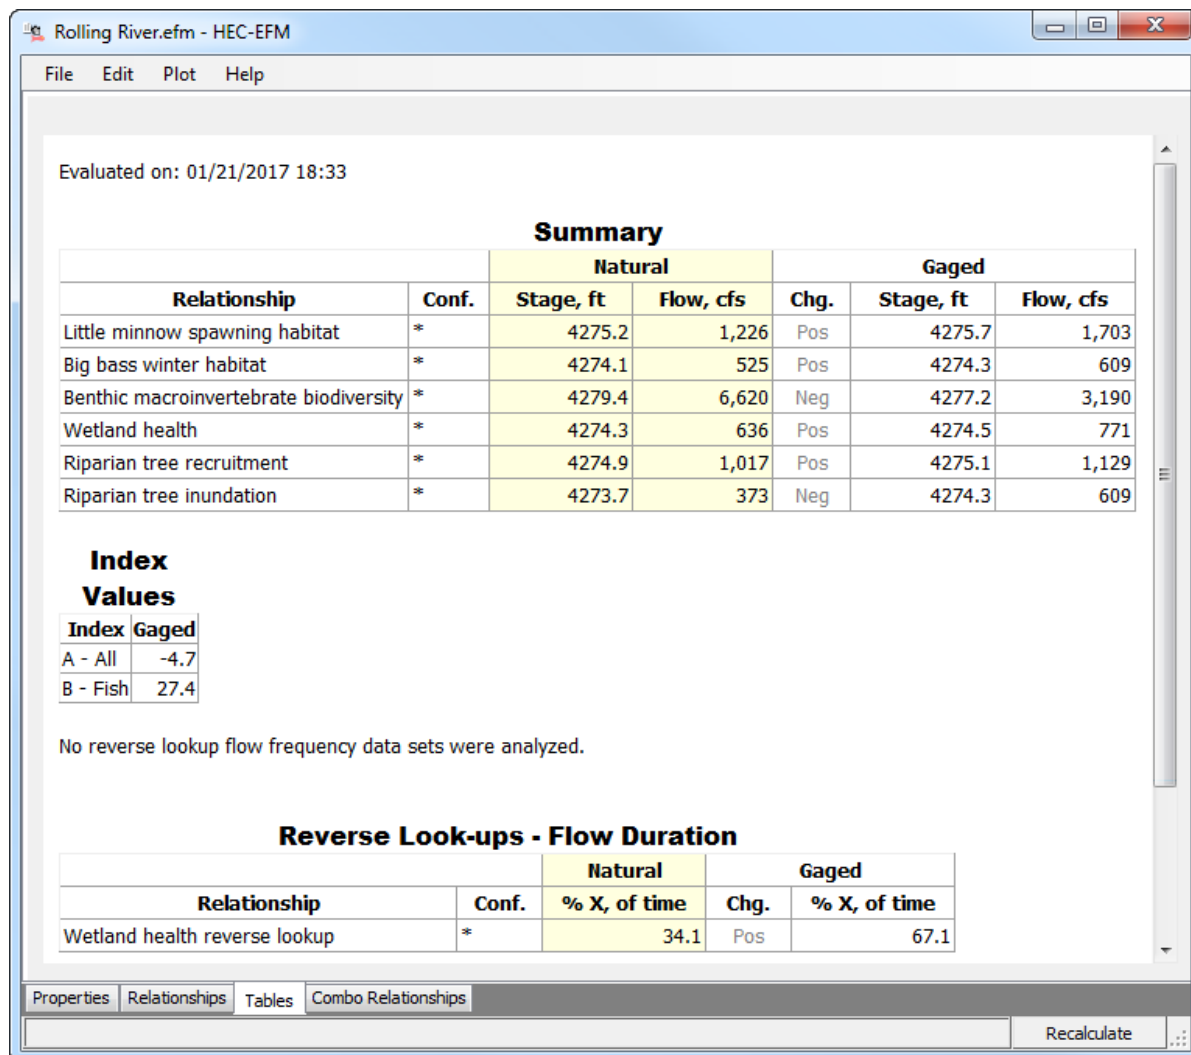 Rolling River.efm - HEC-EFM
File Edit Plot Help
Evaluated on: 01/21/2017 18:33
Summary
Natural Gaged
Relationship Conf. Stage, ft Flow, cfs Chg. Stage, ft Flow, cfs
Little minnow spawning habitat * 4275.2 1,226 Pos 4275.7 1,703
Big bass winter habitat * 4274.1 525 Pos 4274.3 609
Benthic macroinvertebrate biodiversity * 4279.4 6,620 Neg 4277.2 3,190
Wetland health * 4274.3 636 Pos 4274.5 771
Riparian tree recruitment * 4274.9 1,017 Pos 4275.1 1,129
Riparian tree inundation * 4273.7 373 Neg 4274.3 609
Index
Values
Index Gaged
A - All -4.7
B - Fish 27.4
No reverse lookup flow frequency data sets were analyzed.
Reverse Look-ups - Flow Duration
Natural Gaged
Relationship Conf. % X, of time Chg. % X, of time
Wetland health reverse lookup * 34.1 Pos 67.1
Properties Relationships Tables Combo Relationships
Recalculate